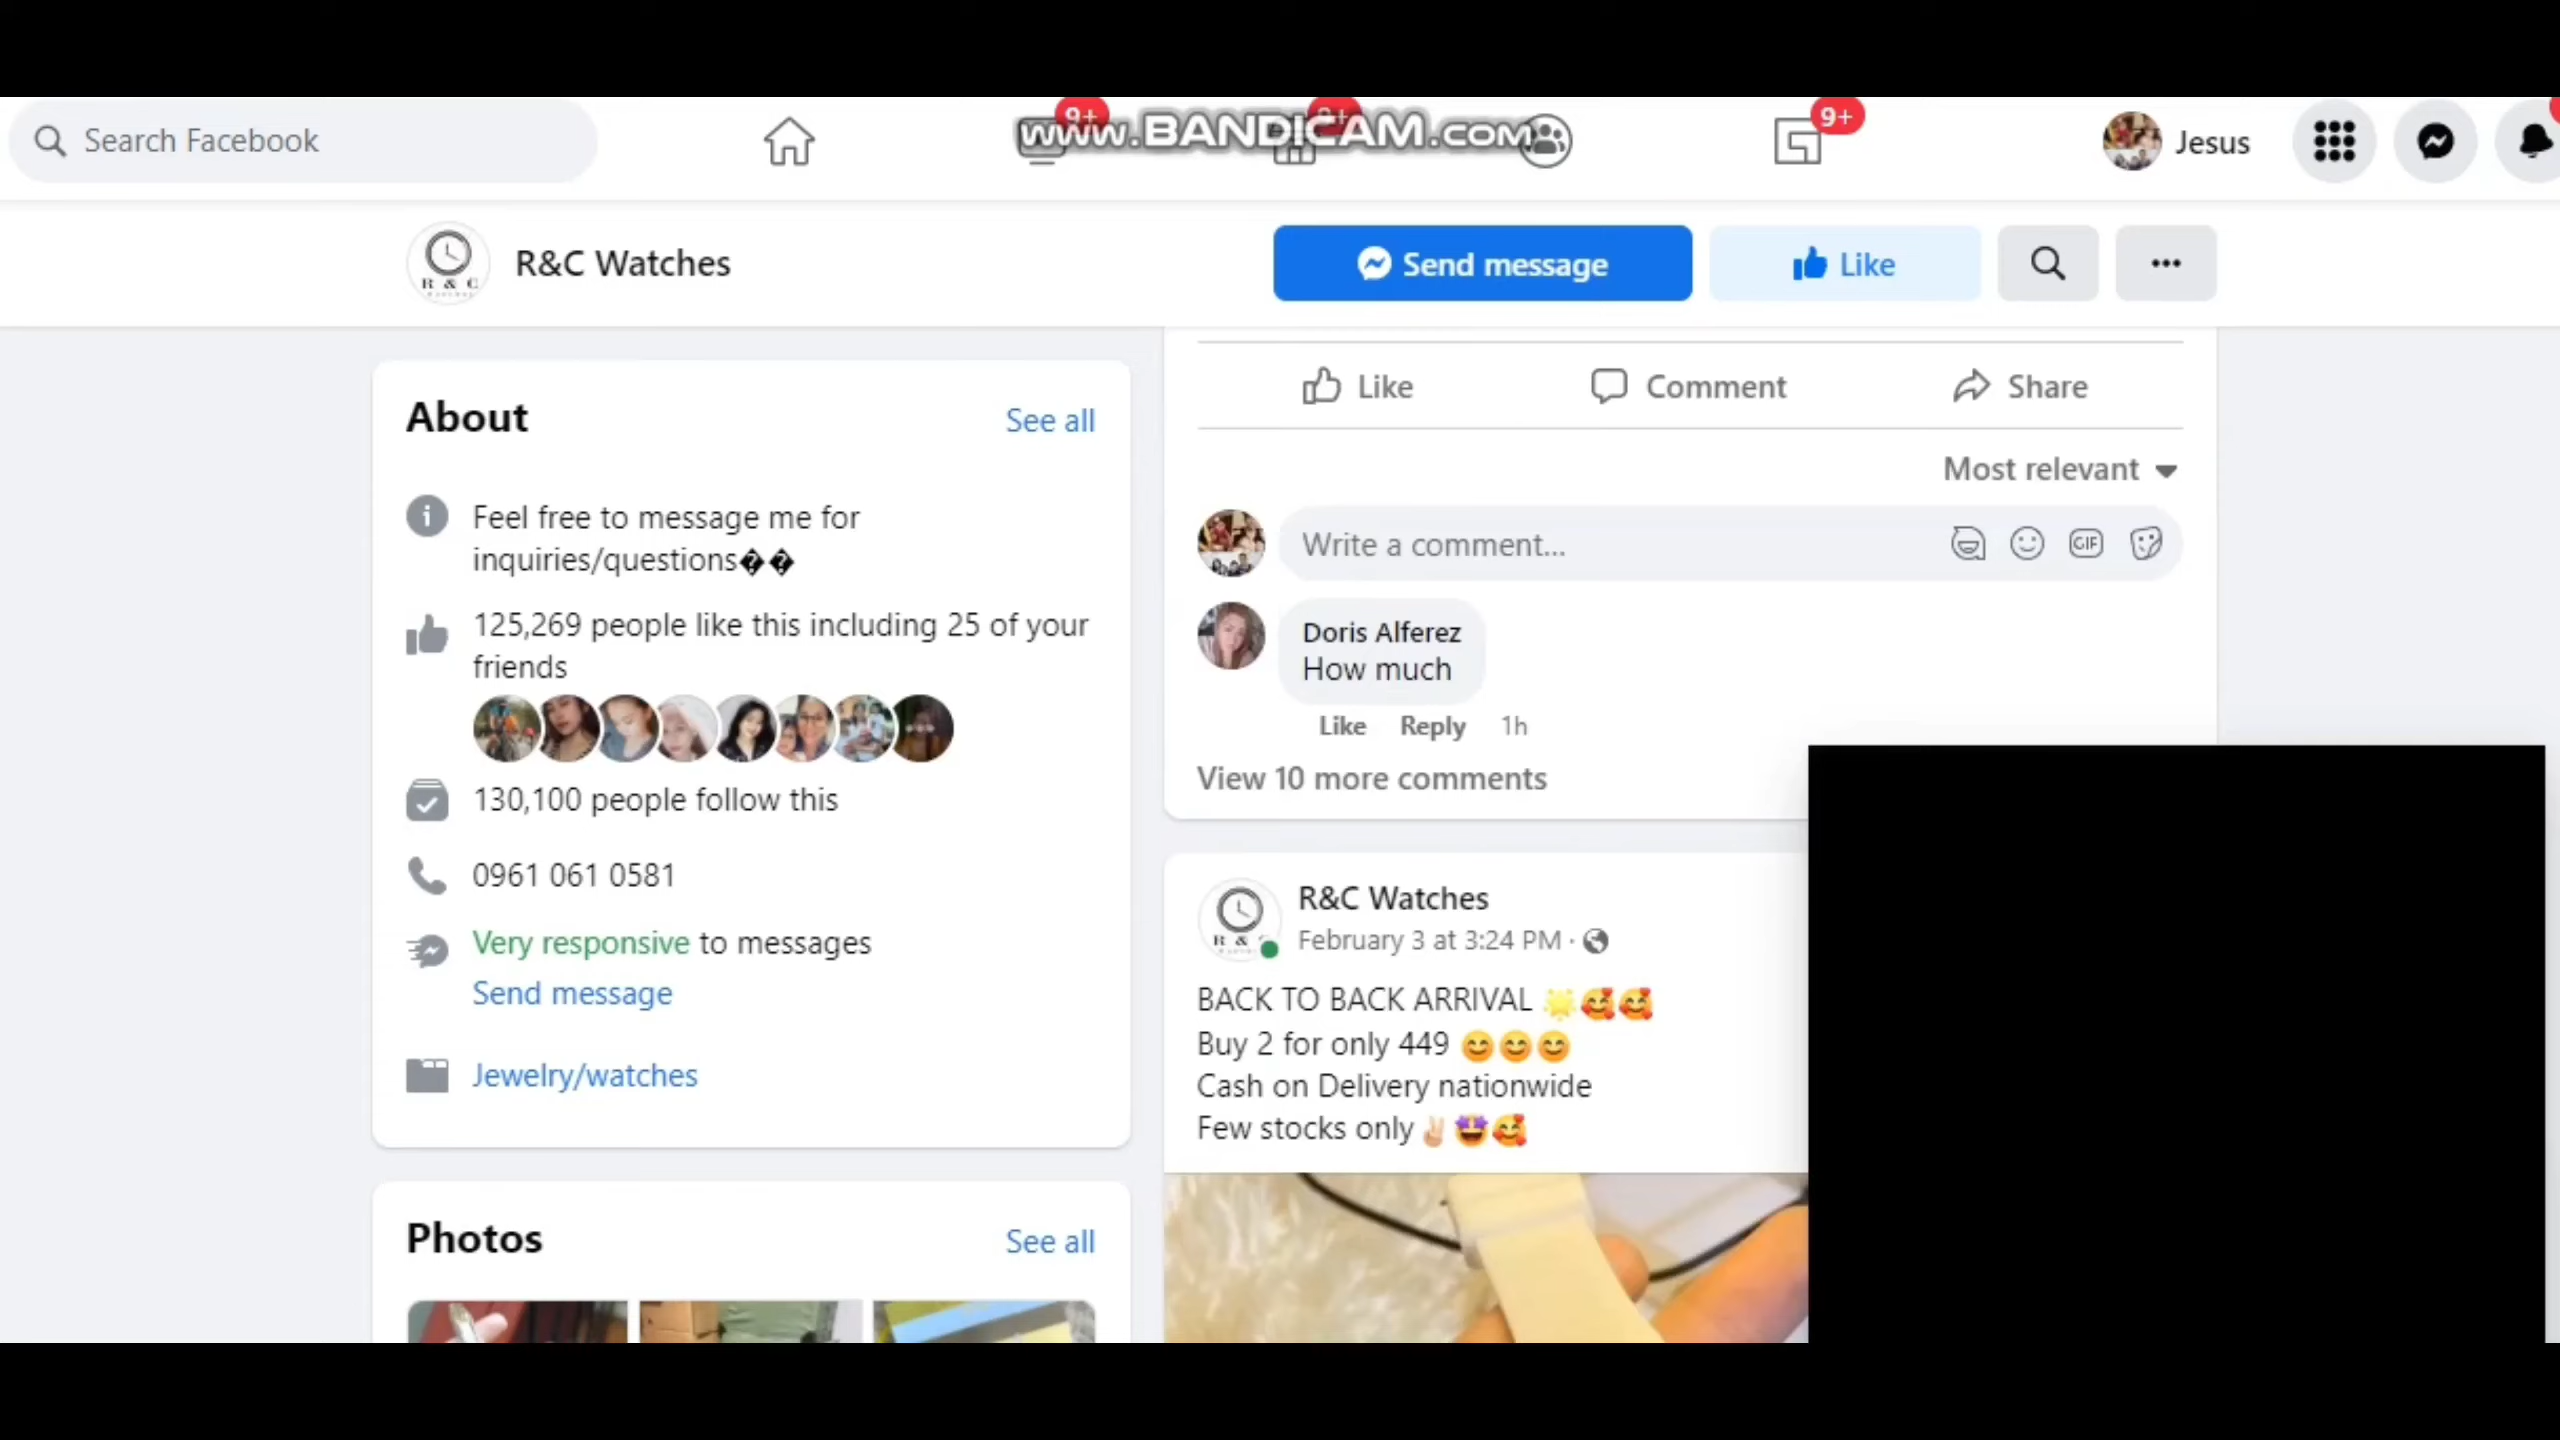 Search Facebook
9+
www.BANDICAM.com
9+
9+
Jesus
R & C
R&C Watches
Send message
Like
About
See all
Feel free to message me for
inquiries/questions��
125,269 people like this including 25 of your
friends
130,100 people follow this
0961 061 0581
Very responsive to messages
Send message
Jewelry/watches
Photos
See all
Like
Comment
Share
Most relevant
Write a comment...
GIF
Doris Alferez
How much
Like Reply 1h
View 10 more comments
R &
R&C Watches
February 3 at 3:24 PM ·
BACK TO BACK ARRIVAL 🌟🥰🥰
Buy 2 for only 449 😊😊😊
Cash on Delivery nationwide
Few stocks only✌🏻🤩🥰